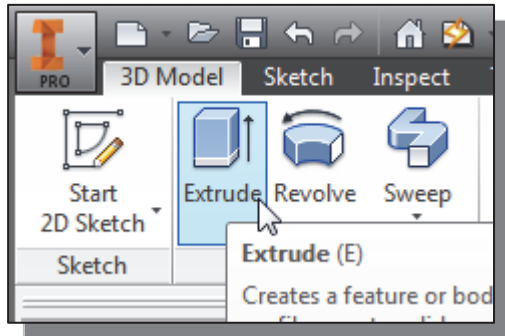 PRO
3D Model Sketch Inspect
Start
2D Sketch
Extrude Revolve Sweep
Sketch
Extrude (E)
Creates a feature or bod